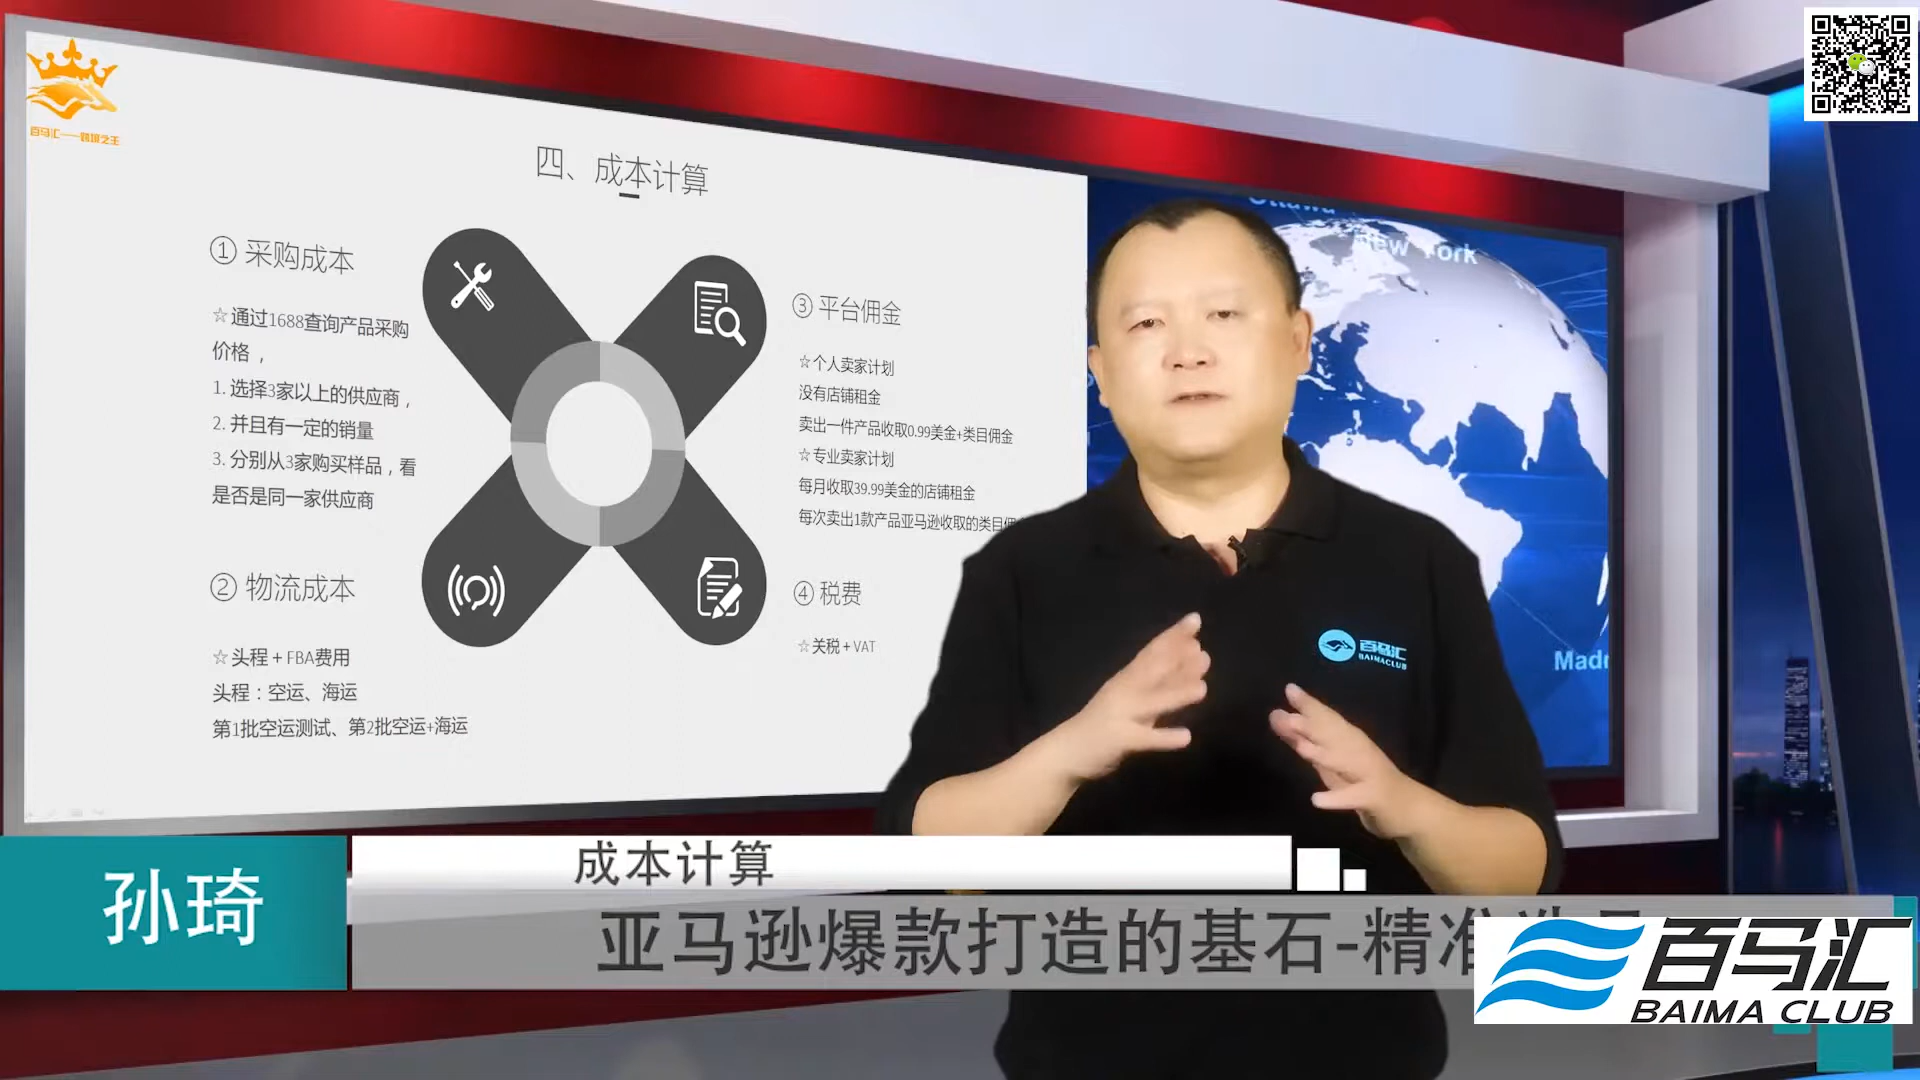 百马汇——跨境之王
四、成本计算
① 采购成本
☆通过1688查询产品采购
价格，
1. 选择3家以上的供应商，
2. 并且有一定的销量
3. 分别从3家购买样品，看
是否是同一家供应商
② 物流成本
☆头程＋FBA费用
头程：空运、海运
第1批空运测试、第2批空运+海运
③ 平台佣金
☆个人卖家计划
没有店铺租金
卖出一件产品收取0.99美金+类目佣金
☆专业卖家计划
每月收取39.99美金的店铺租金
每次卖出1款产品亚马逊收取的类目佣
④ 税费
☆关税＋VAT
Ottawa
New York
Madr
百马汇
BAIMACLUB
孙琦
成本计算
亚马逊爆款打造的基石-精准
百马汇
BAIMA CLUB